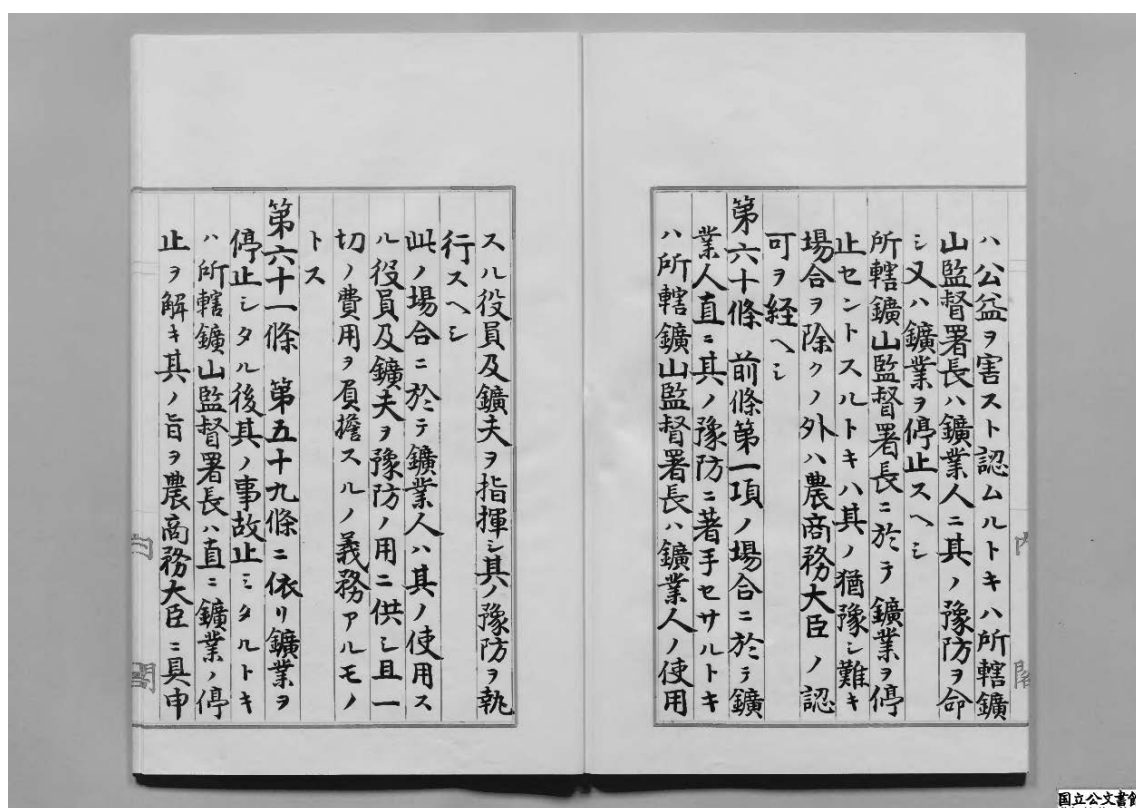 ハ公益ヲ害スト認ムルトキハ所轄鑛
山監督署長ハ鑛業人ニ其ノ豫防ヲ命
シ又ハ鑛業ヲ停止スヘシ
所轄鑛山監督署長ニ於テ鑛業ヲ停
止セントスルトキハ其ノ猶豫シ難キ
場合ヲ除クノ外ハ農商務大臣ノ認
可ヲ経ヘシ
第六十條 前條第一項ノ場合ニ於テ鑛
業人直ニ其ノ豫防ニ著手セサルトキ
ハ所轄鑛山監督署長ハ鑛業人ノ使用
スル役員及鑛夫ヲ指揮シ其ノ豫防ヲ執
行スヘシ
此ノ場合ニ於テ鑛業人ハ其ノ使用ス
ル役員及鑛夫ヲ豫防ノ用ニ供シ且一
切ノ費用ヲ負擔スルノ義務アルモノ
トス
第六十一條 第五十九條ニ依リ鑛業ヲ
停止シタル後其ノ事故止ミタルトキ
ハ所轄鑛山監督署長ハ直ニ鑛業ノ停
止ヲ解キ其ノ旨ヲ農商務大臣ニ具申
内閣
国立公文書館